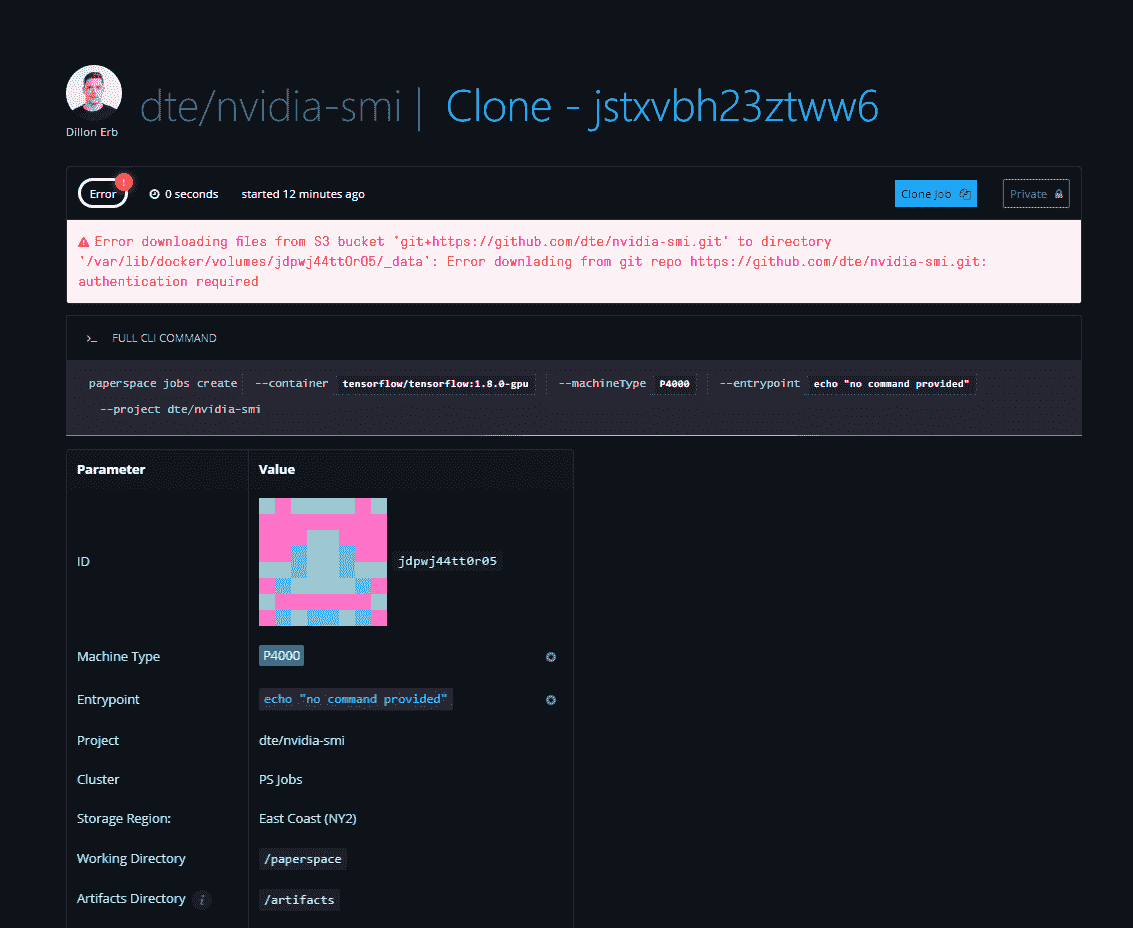 dte/nvidia-smi | Clone - jstxvbh23ztww6
Dillon Erb
Error ! 0 seconds started 12 minutes ago Clone Job Private
Error downloading files from S3 bucket 'git+https://github.com/dte/nvidia-smi.git' to directory
'/var/lib/docker/volumes/jdpwj44tt0r05/_data': Error downlading from git repo https://github.com/dte/nvidia-smi.git:
authentication required
>_ FULL CLI COMMAND
paperspace jobs create --container tensorflow/tensorflow:1.8.0-gpu --machineType P4000 --entrypoint echo "no command provided"
--project dte/nvidia-smi
Parameter Value
ID jdpwj44tt0r05
Machine Type P4000
Entrypoint echo "no command provided"
Project dte/nvidia-smi
Cluster PS Jobs
Storage Region: East Coast (NY2)
Working Directory /paperspace
Artifacts Directory i /artifacts